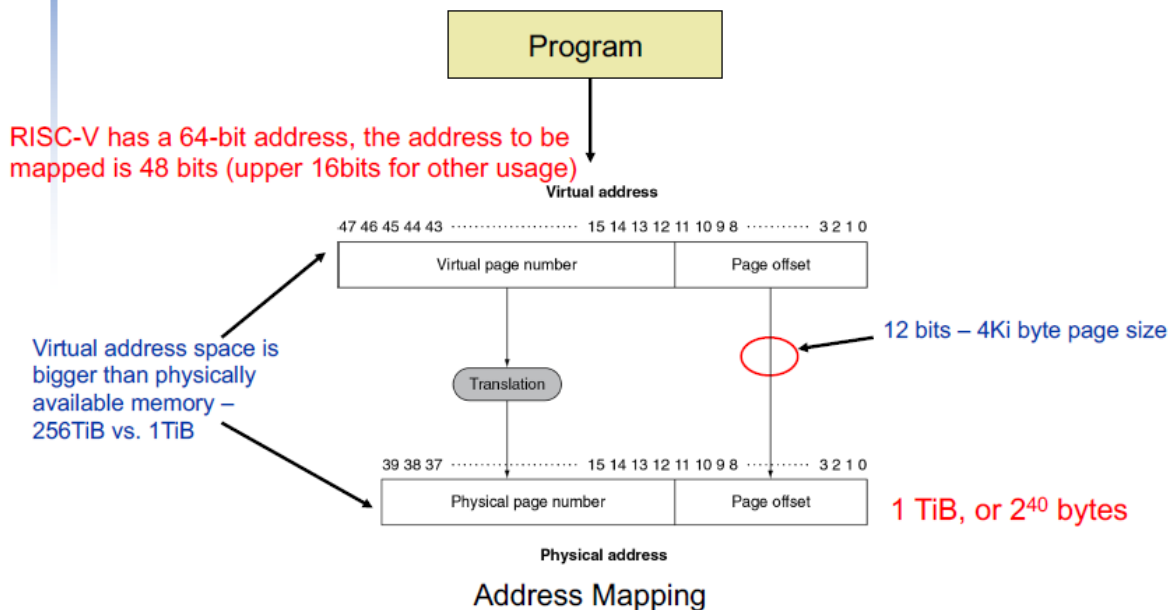 Program
RISC-V has a 64-bit address, the address to be
mapped is 48 bits (upper 16bits for other usage)
Virtual address
47 46 45 44 43 ··················· 15 14 13 12 11 10 9 8 ·········· 3 2 1 0
Virtual page number Page offset
12 bits – 4Ki byte page size
Virtual address space is
bigger than physically
available memory –
256TiB vs. 1TiB
Translation
39 38 37 ··················· 15 14 13 12 11 10 9 8 ·········· 3 2 1 0
Physical page number Page offset
1 TiB, or 2⁴⁰ bytes
Physical address
Address Mapping